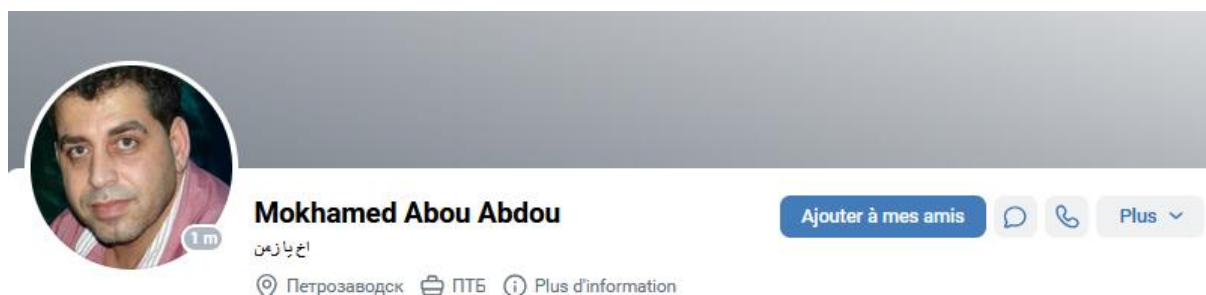 Mokhamed Abou Abdou
Ajouter à mes amis
Plus
1 m
اخ يا زمن
Петрозаводск ПТБ Plus d'information